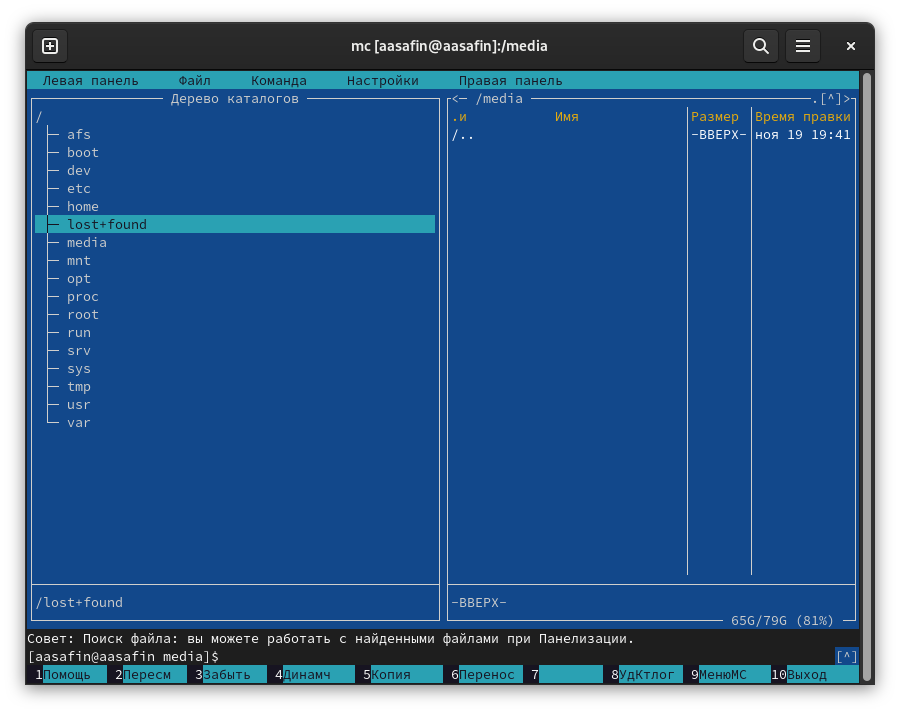 mc [aasafin@aasafin]:/media
Левая панель Файл Команда Настройки Правая панель
Дерево каталогов
/
afs
boot
dev
etc
home
lost+found
media
mnt
opt
proc
root
run
srv
sys
tmp
usr
var
/lost+found
<─ /media .[^]>
.и Имя Размер Время правки
/.. -ВВЕРХ- ноя 19 19:41
-ВВЕРХ-
65G/79G (81%)
Совет: Поиск файла: вы можете работать с найденными файлами при Панелизации.
[aasafin@aasafin media]$ [^]
1Помощь 2Пересм 3Забыть 4Динамч 5Копия 6Перенос 7 8УдКтлог 9МенюМС 10Выход